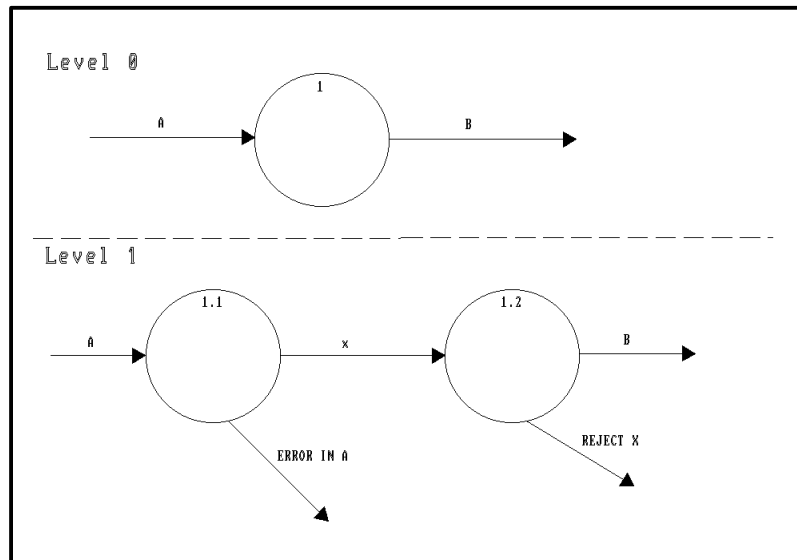 Level 0
1
A
B
Level 1
1.1
1.2
A
x
B
ERROR IN A
REJECT X